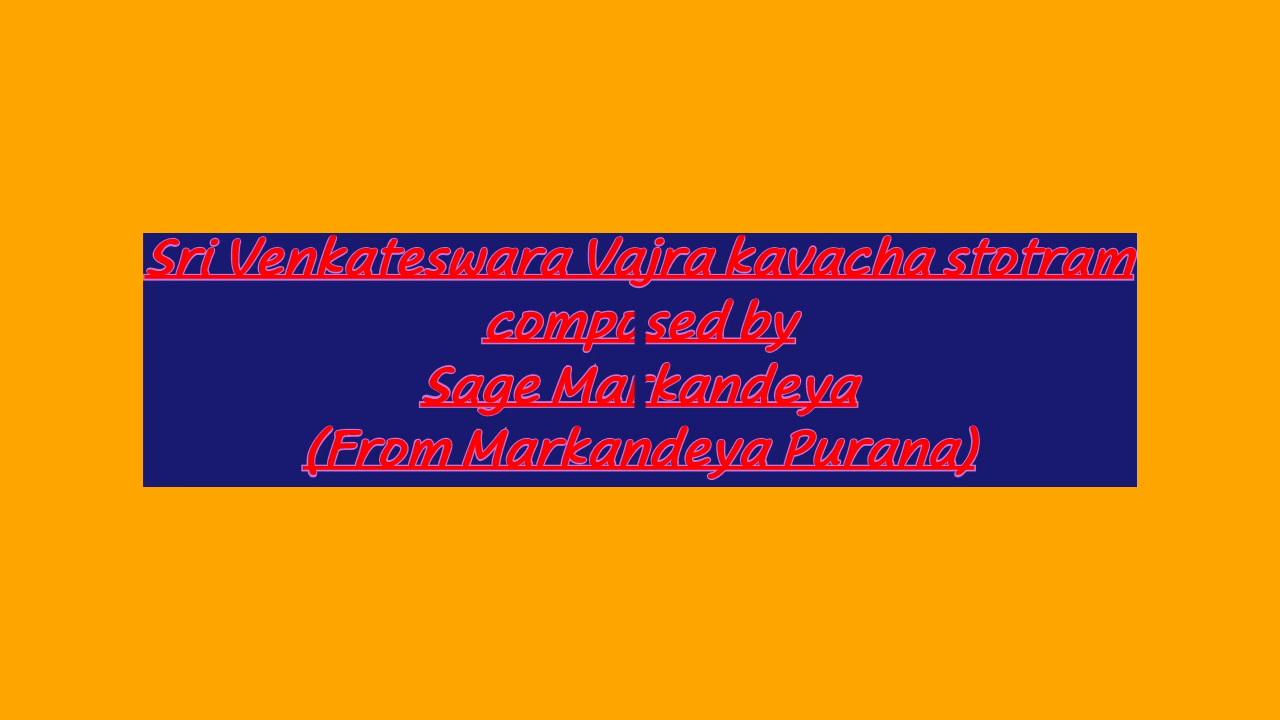 Sri Venkateswara Vajra kavacha stotram
composed by
Sage Markandeya
(From Markandeya Purana)